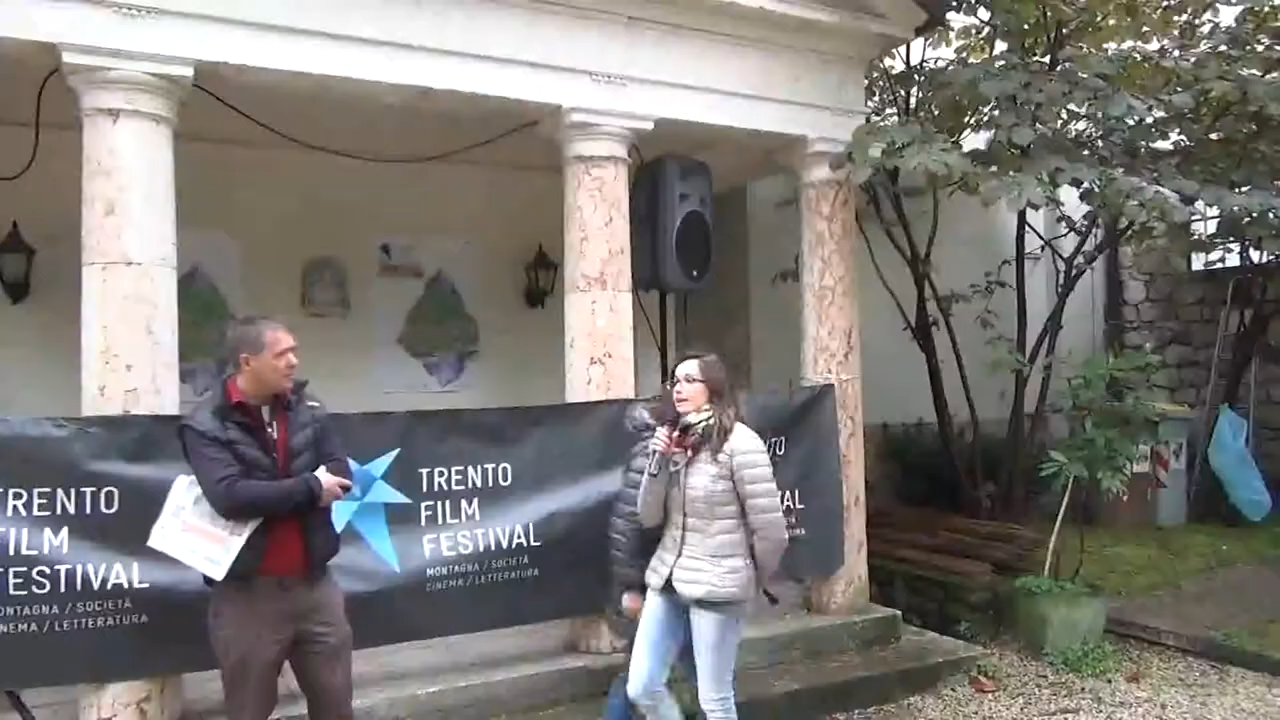 TRENTO
FILM
FESTIVAL
MONTAGNA / SOCIETÀ
CINEMA / LETTERATURA
TRENTO
FILM
FESTIVAL
MONTAGNA / SOCIETÀ
CINEMA / LETTERATURA